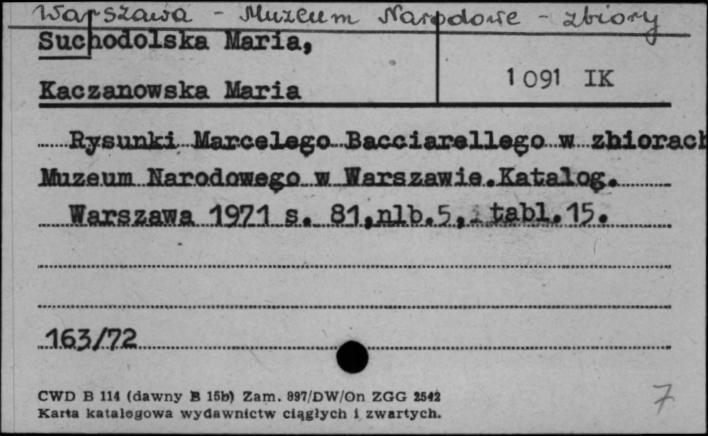 Warszawa - Muzeum Narodowe - zbiory
Suchodolska Maria,
Kaczanowska Maria
1 091 IK
Rysunki Marcelego Bacciarellego w zbiorach
Muzeum Narodowego w Warszawie.Katalog.
Warszawa 1971 s. 81,nlb.5, tabl.15.
163/72
CWD B 114 (dawny B 15b) Zam. 897/DW/On ZGG 2542
Karta katalogowa wydawnictw ciągłych i zwartych.
7